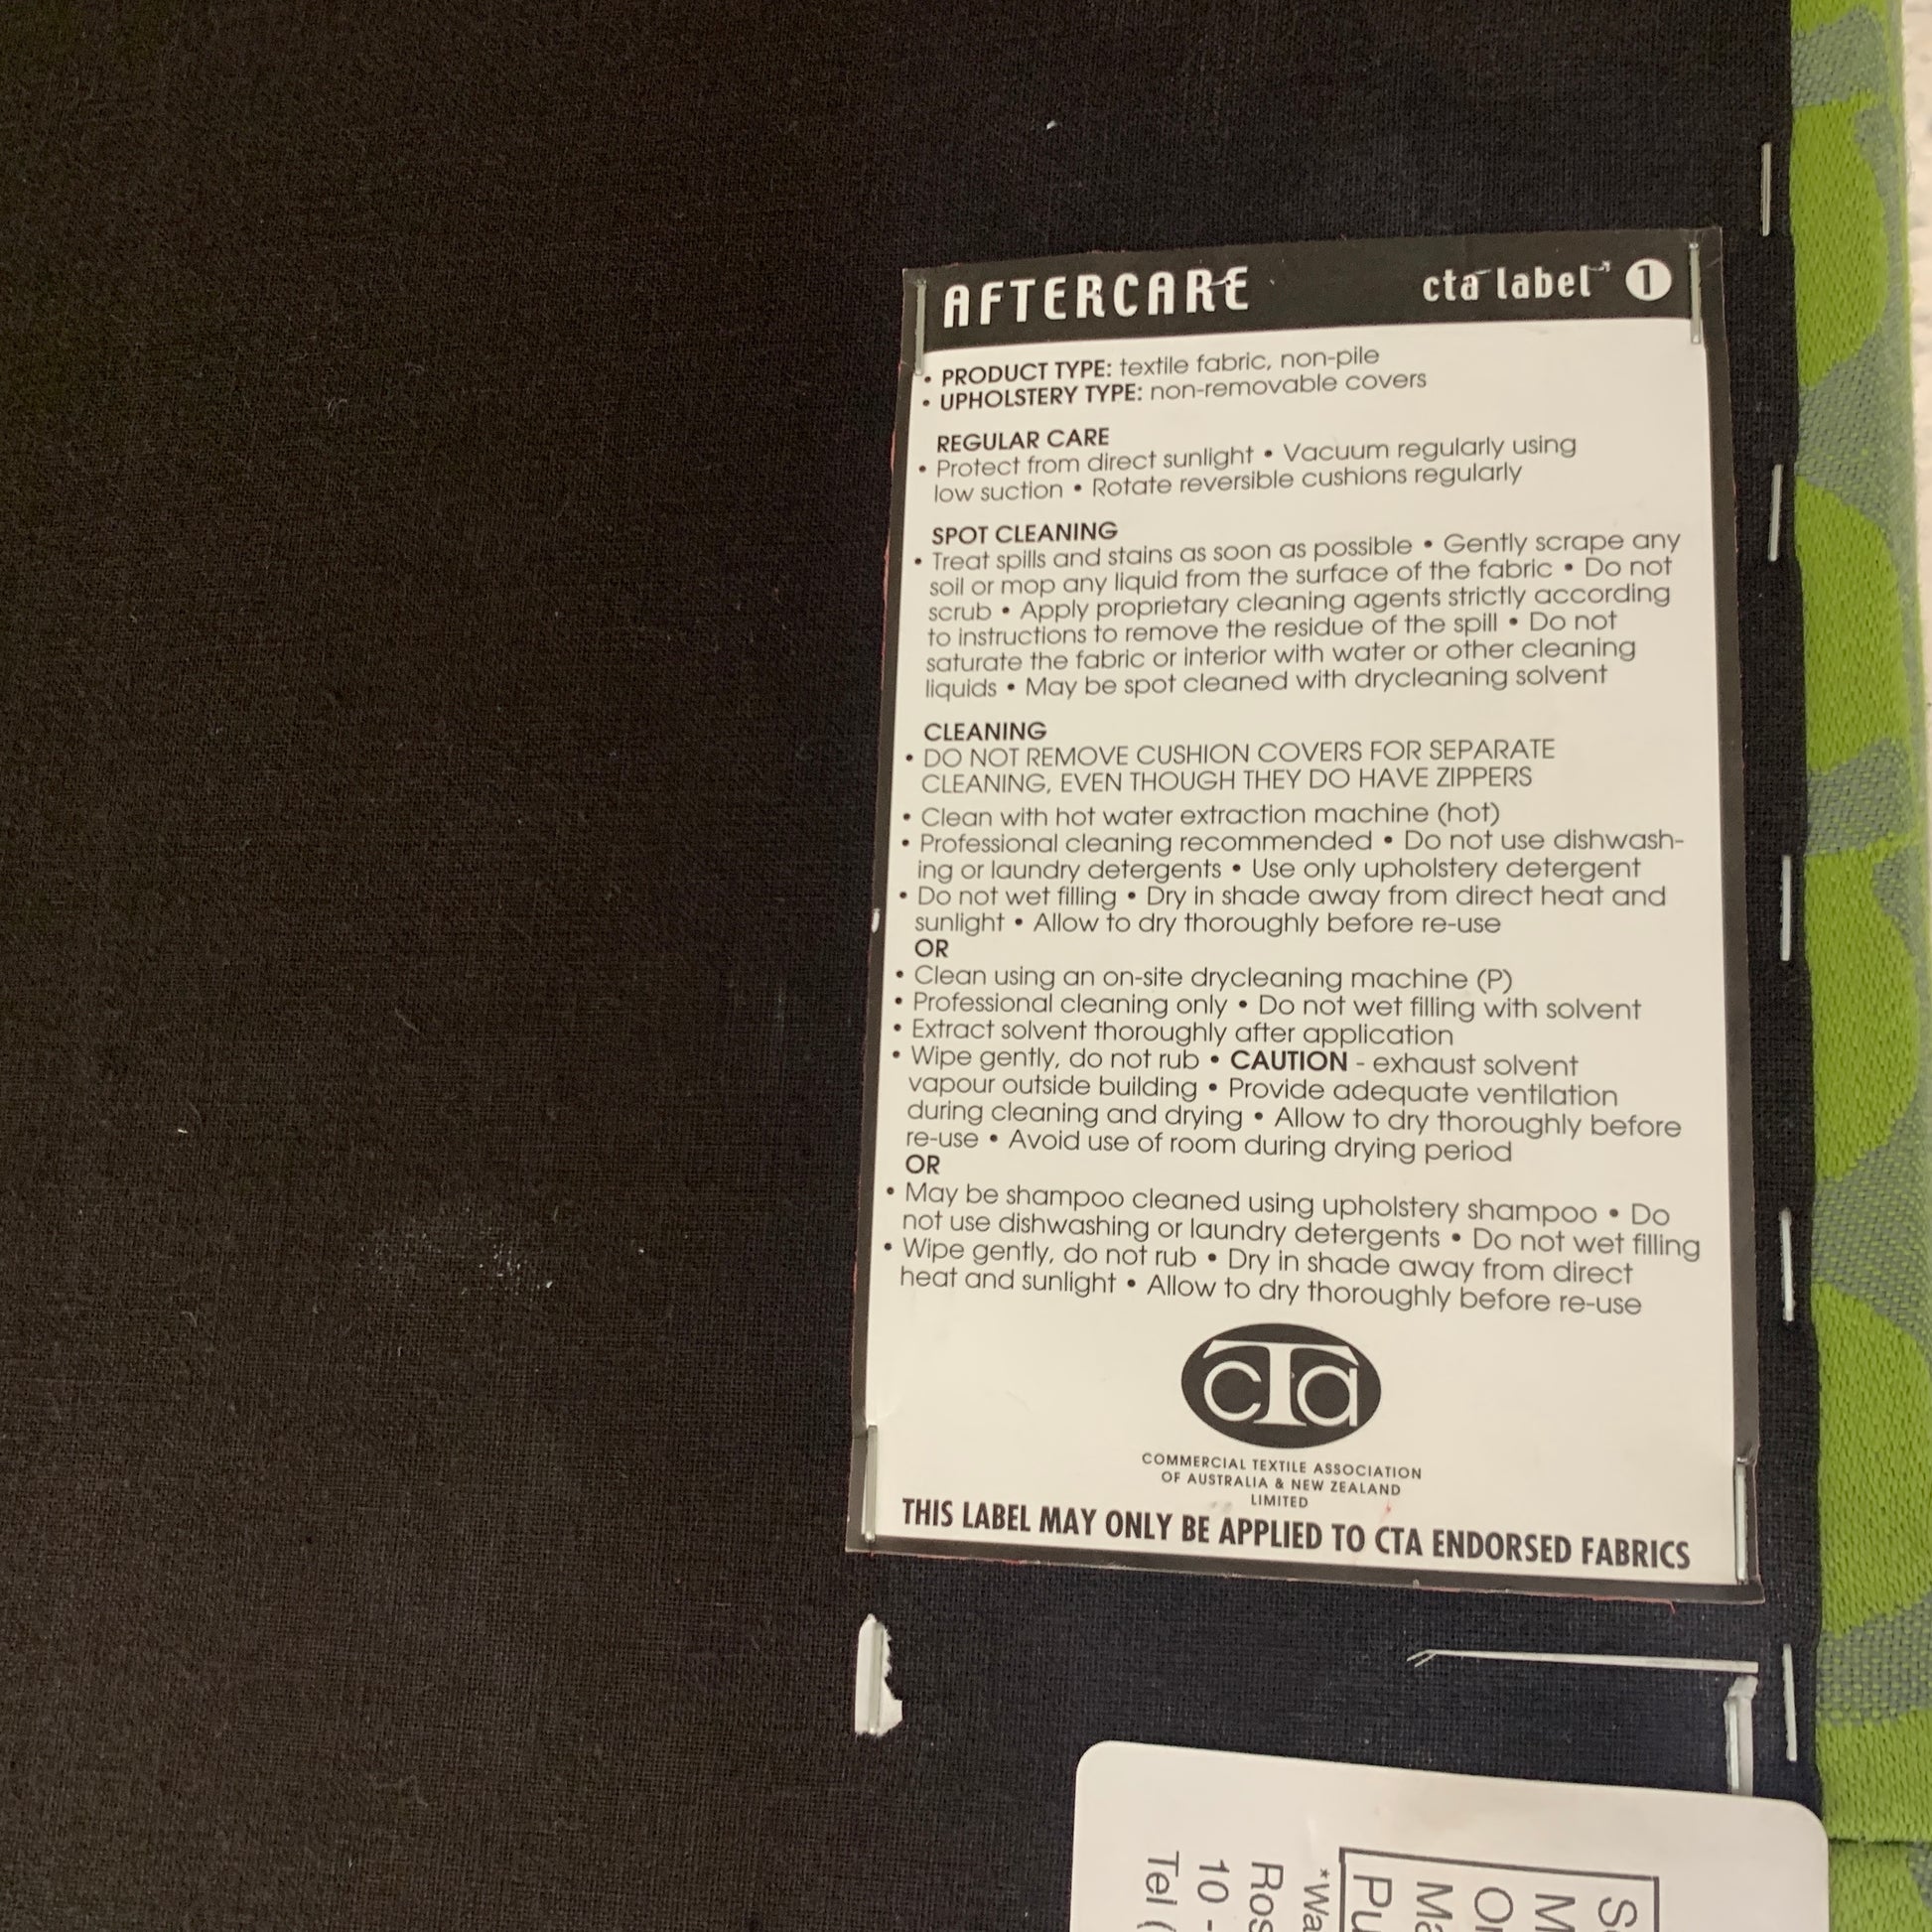 AFTERCARE cta label 1
• PRODUCT TYPE: textile fabric, non-pile
• UPHOLSTERY TYPE: non-removable covers
REGULAR CARE
• Protect from direct sunlight • Vacuum regularly using
low suction • Rotate reversible cushions regularly
SPOT CLEANING
• Treat spills and stains as soon as possible • Gently scrape any
soil or mop any liquid from the surface of the fabric • Do not
scrub • Apply proprietary cleaning agents strictly according
to instructions to remove the residue of the spill • Do not
saturate the fabric or interior with water or other cleaning
liquids • May be spot cleaned with drycleaning solvent
CLEANING
• DO NOT REMOVE CUSHION COVERS FOR SEPARATE
CLEANING, EVEN THOUGH THEY DO HAVE ZIPPERS
• Clean with hot water extraction machine (hot)
• Professional cleaning recommended • Do not use dishwash-
ing or laundry detergents • Use only upholstery detergent
• Do not wet filling • Dry in shade away from direct heat and
sunlight • Allow to dry thoroughly before re-use
OR
• Clean using an on-site drycleaning machine (P)
• Professional cleaning only • Do not wet filling with solvent
• Extract solvent thoroughly after application
• Wipe gently, do not rub • CAUTION - exhaust solvent
vapour outside building • Provide adequate ventilation
during cleaning and drying • Allow to dry thoroughly before
re-use • Avoid use of room during drying period
OR
• May be shampoo cleaned using upholstery shampoo • Do
not use dishwashing or laundry detergents • Do not wet filling
• Wipe gently, do not rub • Dry in shade away from direct
heat and sunlight • Allow to dry thoroughly before re-use
cta
COMMERCIAL TEXTILE ASSOCIATION
OF AUSTRALIA & NEW ZEALAND
LIMITED
THIS LABEL MAY ONLY BE APPLIED TO CTA ENDORSED FABRICS
10 -
Tel (